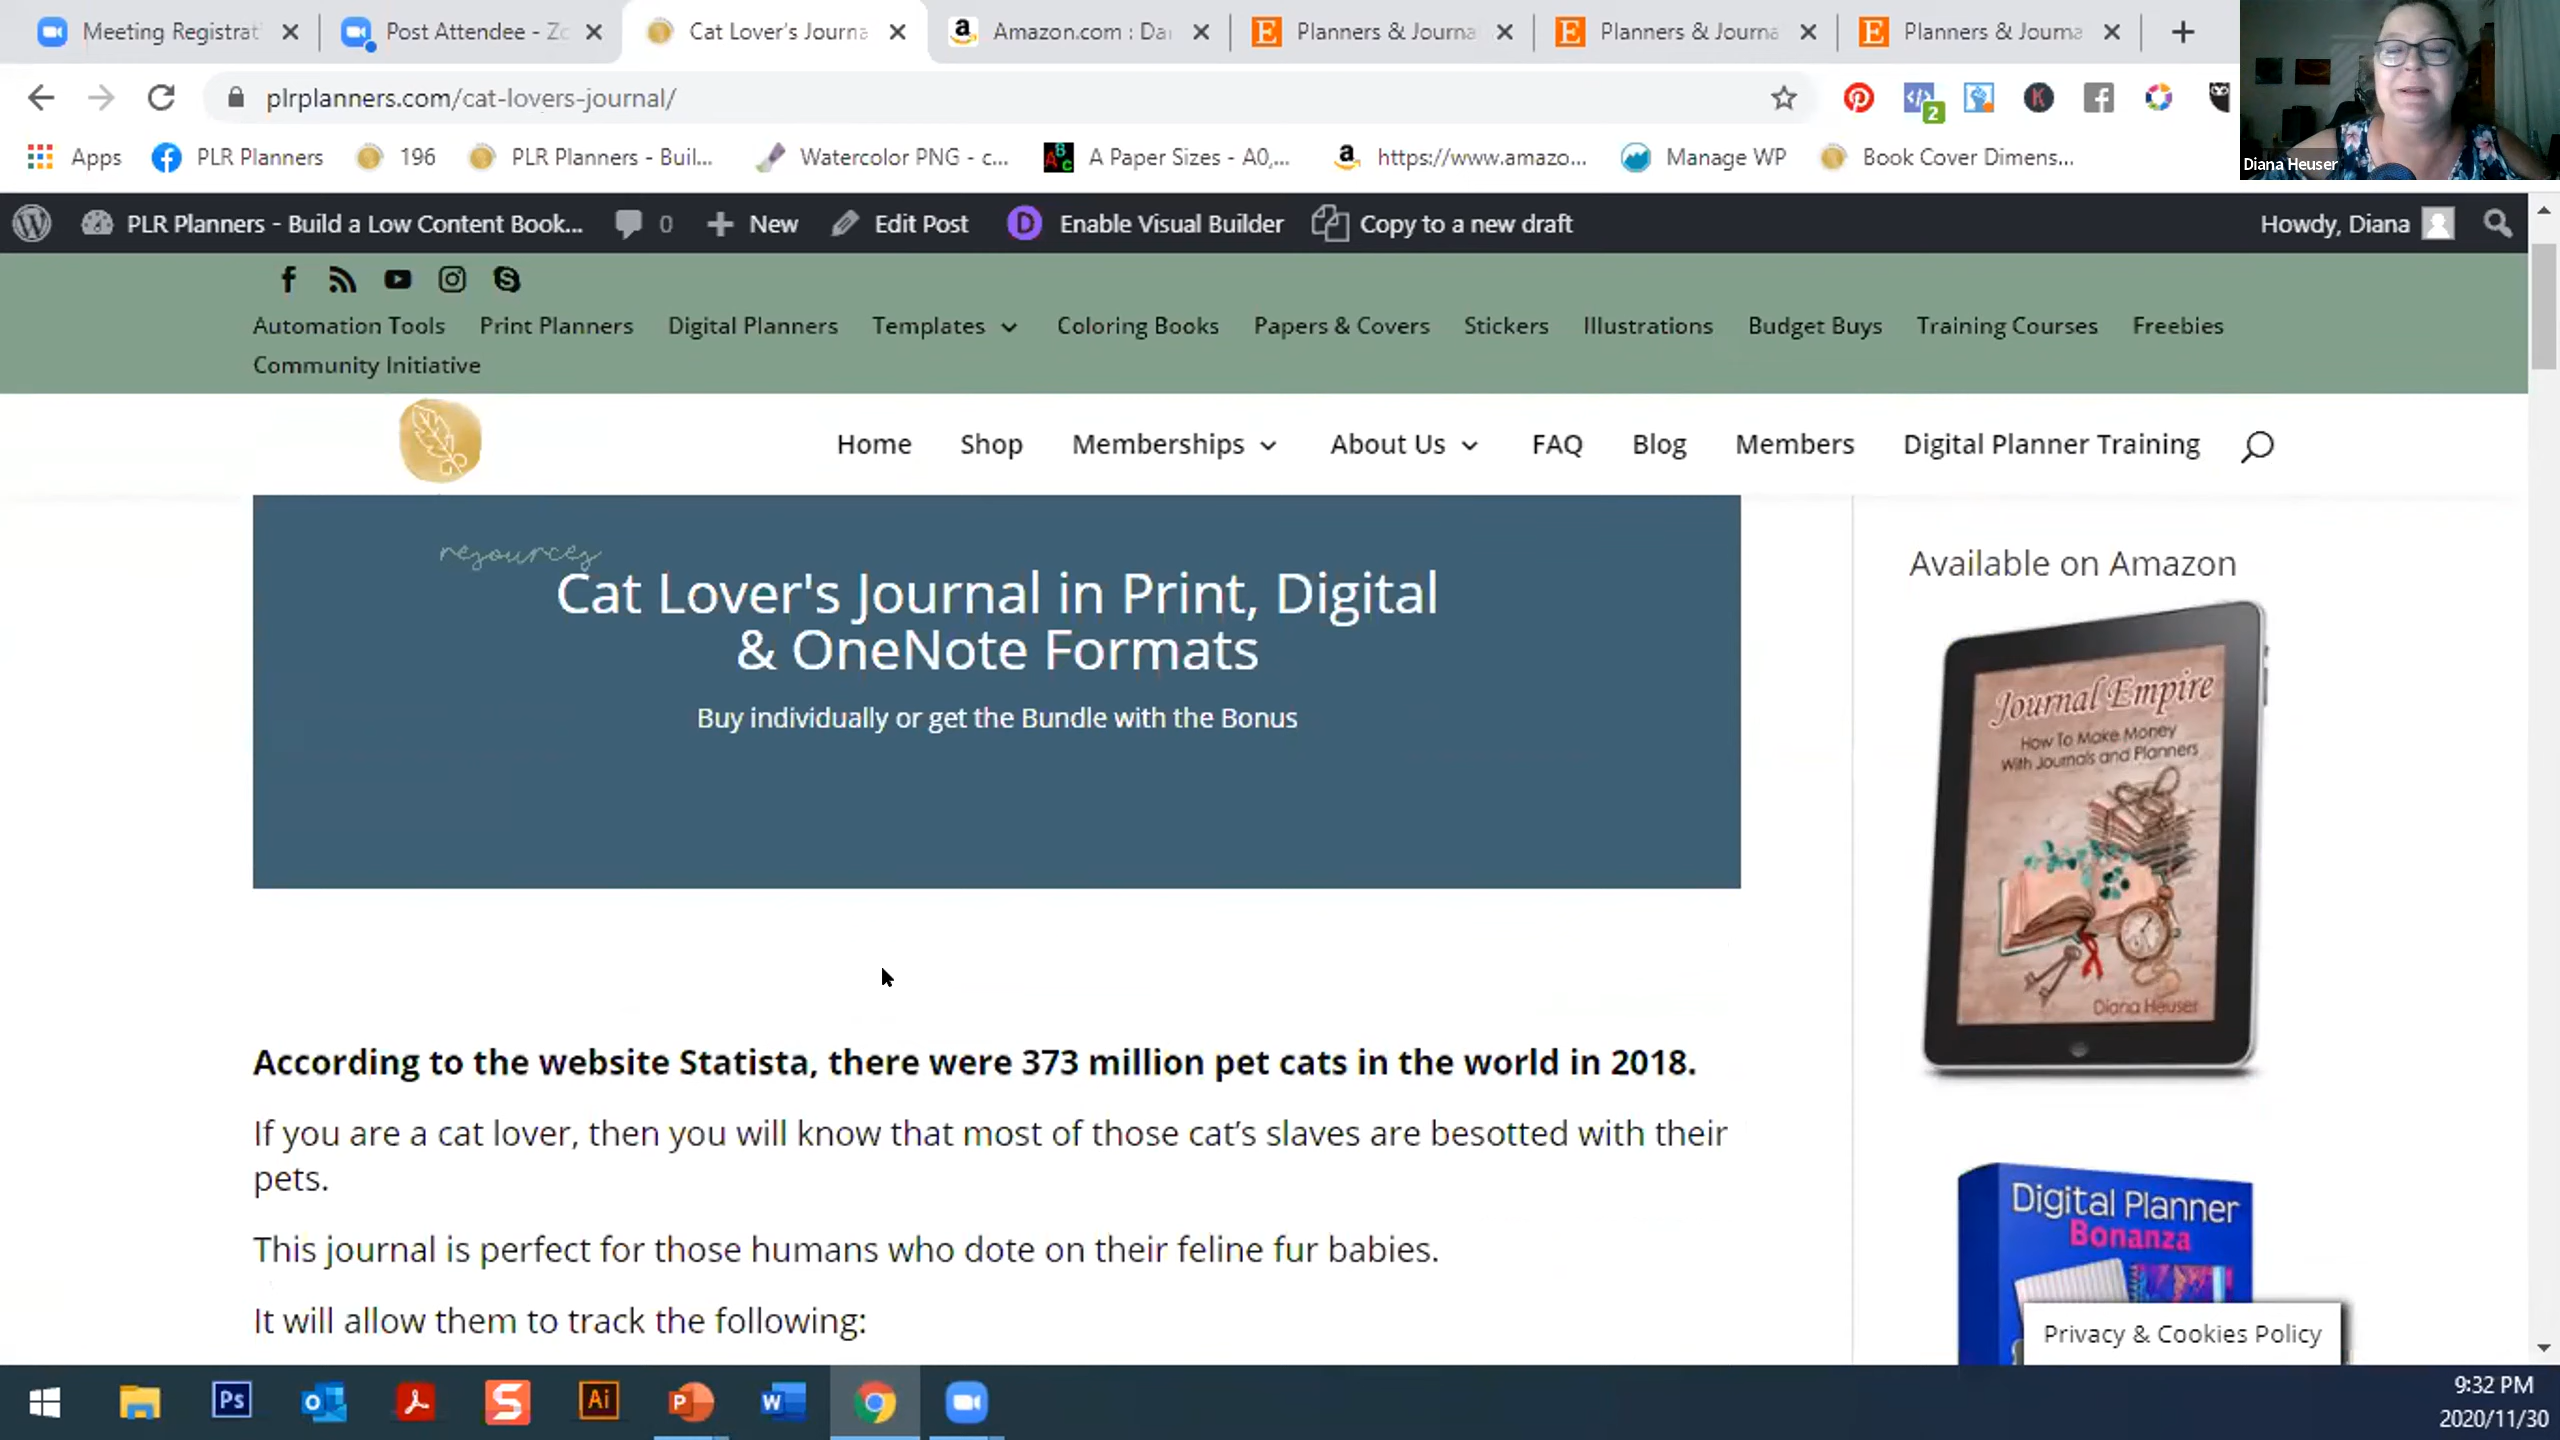 Meeting Registrat
Post Attendee - Zo
Cat Lover's Journa
Amazon.com : Da
Planners & Journa
Planners & Journa
Planners & Journa
plrplanners.com/cat-lovers-journal/
2
Diana Heuser
Apps
PLR Planners
196
PLR Planners - Buil...
Watercolor PNG - c...
A Paper Sizes - A0,...
https://www.amazo...
Manage WP
Book Cover Dimens...
PLR Planners - Build a Low Content Book...
0
New
Edit Post
D
Enable Visual Builder
Copy to a new draft
Howdy, Diana
Automation Tools
Print Planners
Digital Planners
Templates
Coloring Books
Papers & Covers
Stickers
Illustrations
Budget Buys
Training Courses
Freebies
Community Initiative
Home
Shop
Memberships
About Us
FAQ
Blog
Members
Digital Planner Training
resources
Cat Lover's Journal in Print, Digital
& OneNote Formats
Buy individually or get the Bundle with the Bonus
According to the website Statista, there were 373 million pet cats in the world in 2018.
If you are a cat lover, then you will know that most of those cat's slaves are besotted with their
pets.
This journal is perfect for those humans who dote on their feline fur babies.
It will allow them to track the following:
Available on Amazon
Journal Empire
How To Make Money
With Journals and Planners
Diana Heuser
Digital Planner
Bonanza
Privacy & Cookies Policy
9:32 PM
2020/11/30